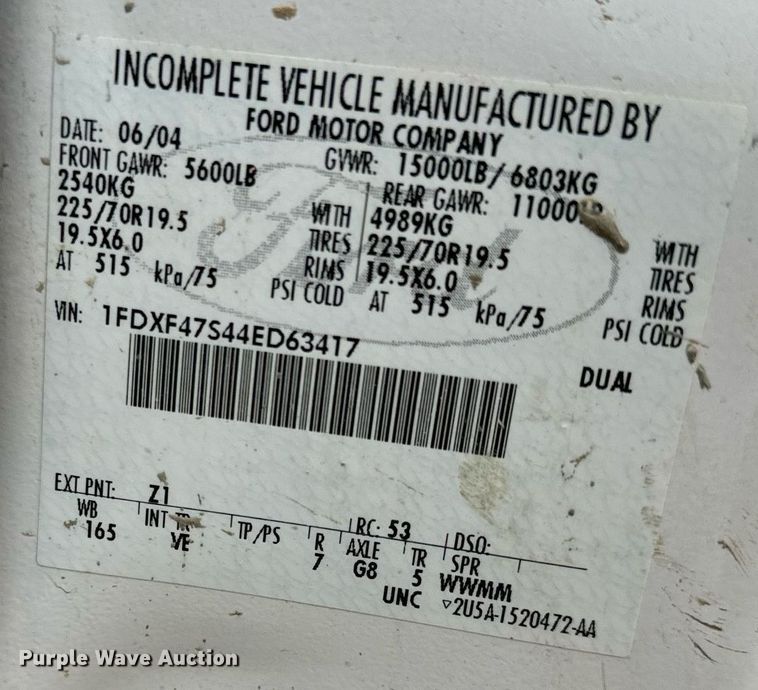 INCOMPLETE VEHICLE MANUFACTURED BY
FORD MOTOR COMPANY
DATE: 06/04 GVWR: 15000LB/6803KG
FRONT GAWR: 5600LB REAR GAWR: 11000LB
2540KG WITH 4989KG WITH
225/70R19.5 TIRES 225/70R19.5 TIRES
19.5X6.0 RIMS 19.5X6.0 RIMS
AT 515 kPa/75 PSI COLD AT 515 kPa/75 PSI COLD
VIN: 1FDXF47S44ED63417
DUAL
EXT PNT: Z1 RC: 53 DSO:
WB INT TR TP/PS R AXLE TR SPR
165 VE 7 G8 5 WWMM
UNC ▽2U5A-1520472-AA
Purple Wave Auction